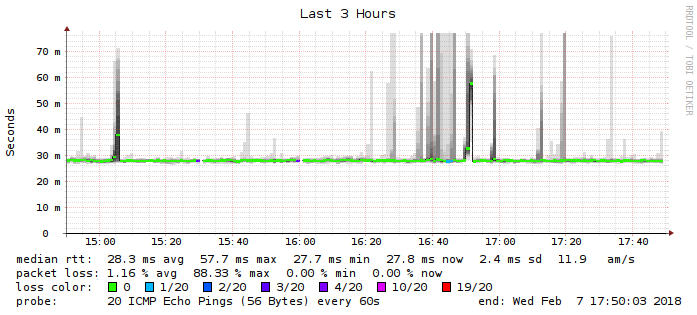 Last 3 Hours
RRDTOOL / TOBI OETIKER
Seconds
70 m
60 m
50 m
40 m
30 m
20 m
10 m
0
15:00 15:20 15:40 16:00 16:20 16:40 17:00 17:20 17:40
median rtt: 28.3 ms avg 57.7 ms max 27.7 ms min 27.8 ms now 2.4 ms sd 11.9 am/s
packet loss: 1.16 % avg 88.33 % max 0.00 % min 0.00 % now
loss color: 0 1/20 2/20 3/20 4/20 10/20 19/20
probe: 20 ICMP Echo Pings (56 Bytes) every 60s end: Wed Feb 7 17:50:03 2018